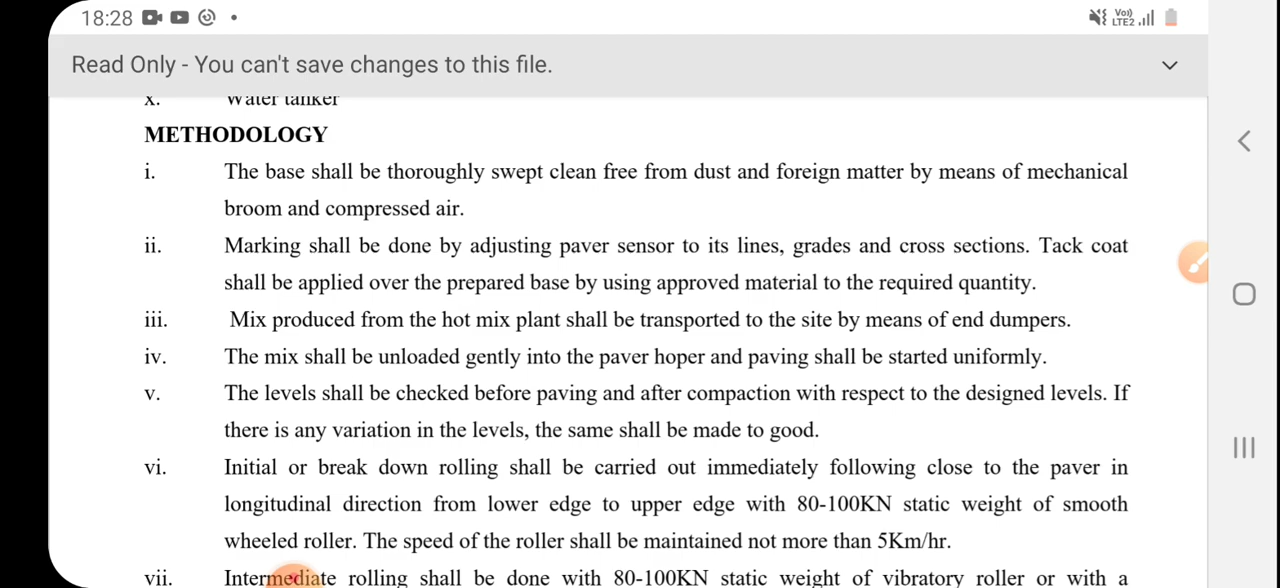 18:28
Vo)) LTE2
Read Only - You can't save changes to this file.
x. Water tanker
METHODOLOGY
i. The base shall be thoroughly swept clean free from dust and foreign matter by means of mechanical
broom and compressed air.
ii. Marking shall be done by adjusting paver sensor to its lines, grades and cross sections. Tack coat
shall be applied over the prepared base by using approved material to the required quantity.
iii. Mix produced from the hot mix plant shall be transported to the site by means of end dumpers.
iv. The mix shall be unloaded gently into the paver hoper and paving shall be started uniformly.
v. The levels shall be checked before paving and after compaction with respect to the designed levels. If
there is any variation in the levels, the same shall be made to good.
vi. Initial or break down rolling shall be carried out immediately following close to the paver in
longitudinal direction from lower edge to upper edge with 80-100KN static weight of smooth
wheeled roller. The speed of the roller shall be maintained not more than 5Km/hr.
vii. Intermediate rolling shall be done with 80-100KN static weight of vibratory roller or with a